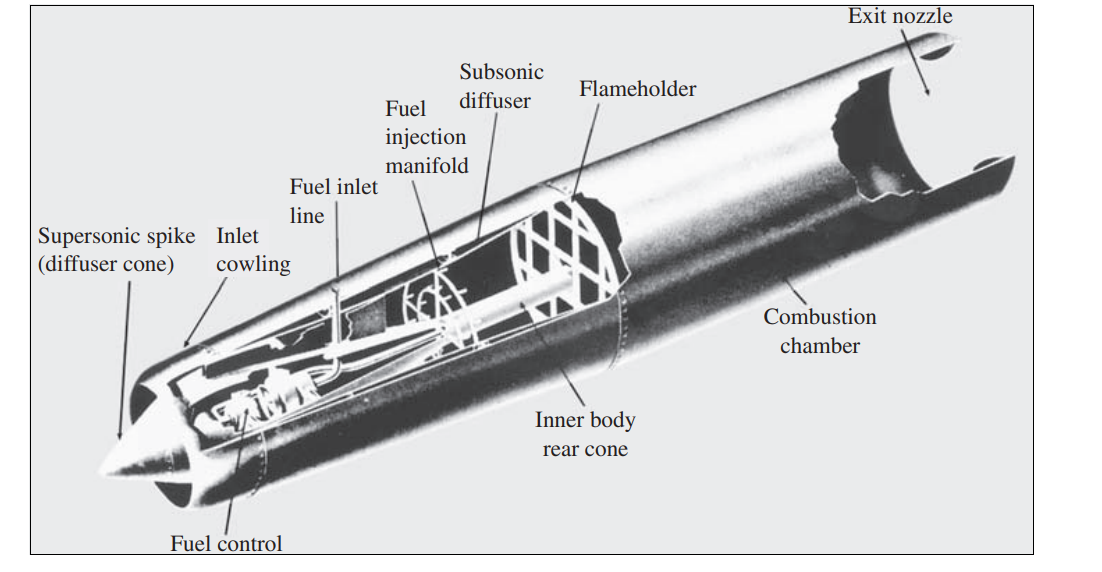 Exit nozzle
Subsonic
diffuser
Flameholder
Fuel
injection
manifold
Fuel inlet
line
Supersonic spike
(diffuser cone)
Inlet
cowling
Combustion
chamber
Inner body
rear cone
Fuel control